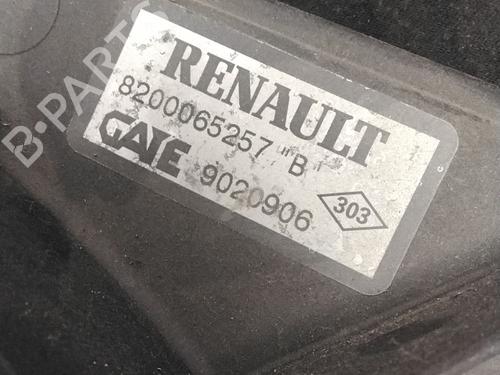 B-PARTS
RENAULT
8200065257 "B"
GATE 9020906
303